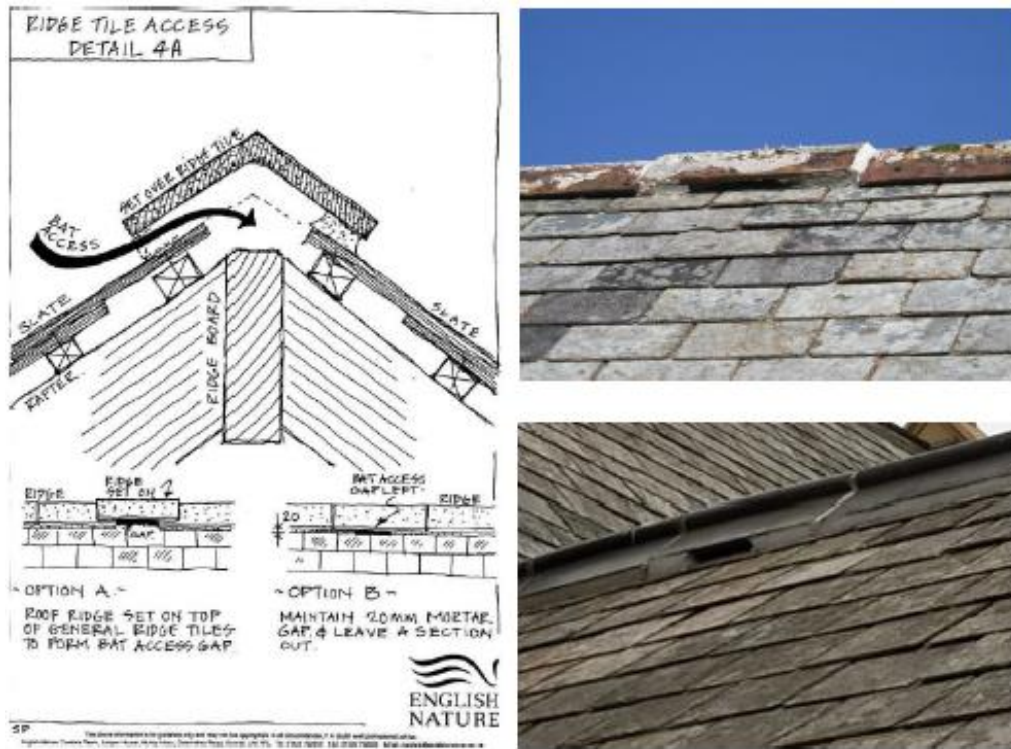 RIDGE TILE ACCESS
DETAIL 4A
SET OVER RIDGE TILE
BAT
ACCESS
SLATE
SLATE
RAFTER
RIDGE BOARD
RIDGE
RIDGE
SET ON
GAP
BAT ACCESS
GAP LEFT
RIDGE
20
- OPTION A -
ROOF RIDGE SET ON TOP
OF GENERAL RIDGE TILES
TO FORM BAT ACCESS GAP.
- OPTION B -
MAINTAIN 20MM MORTAR
GAP, & LEAVE A SECTION
OUT.
ENGLISH
NATURE
SP